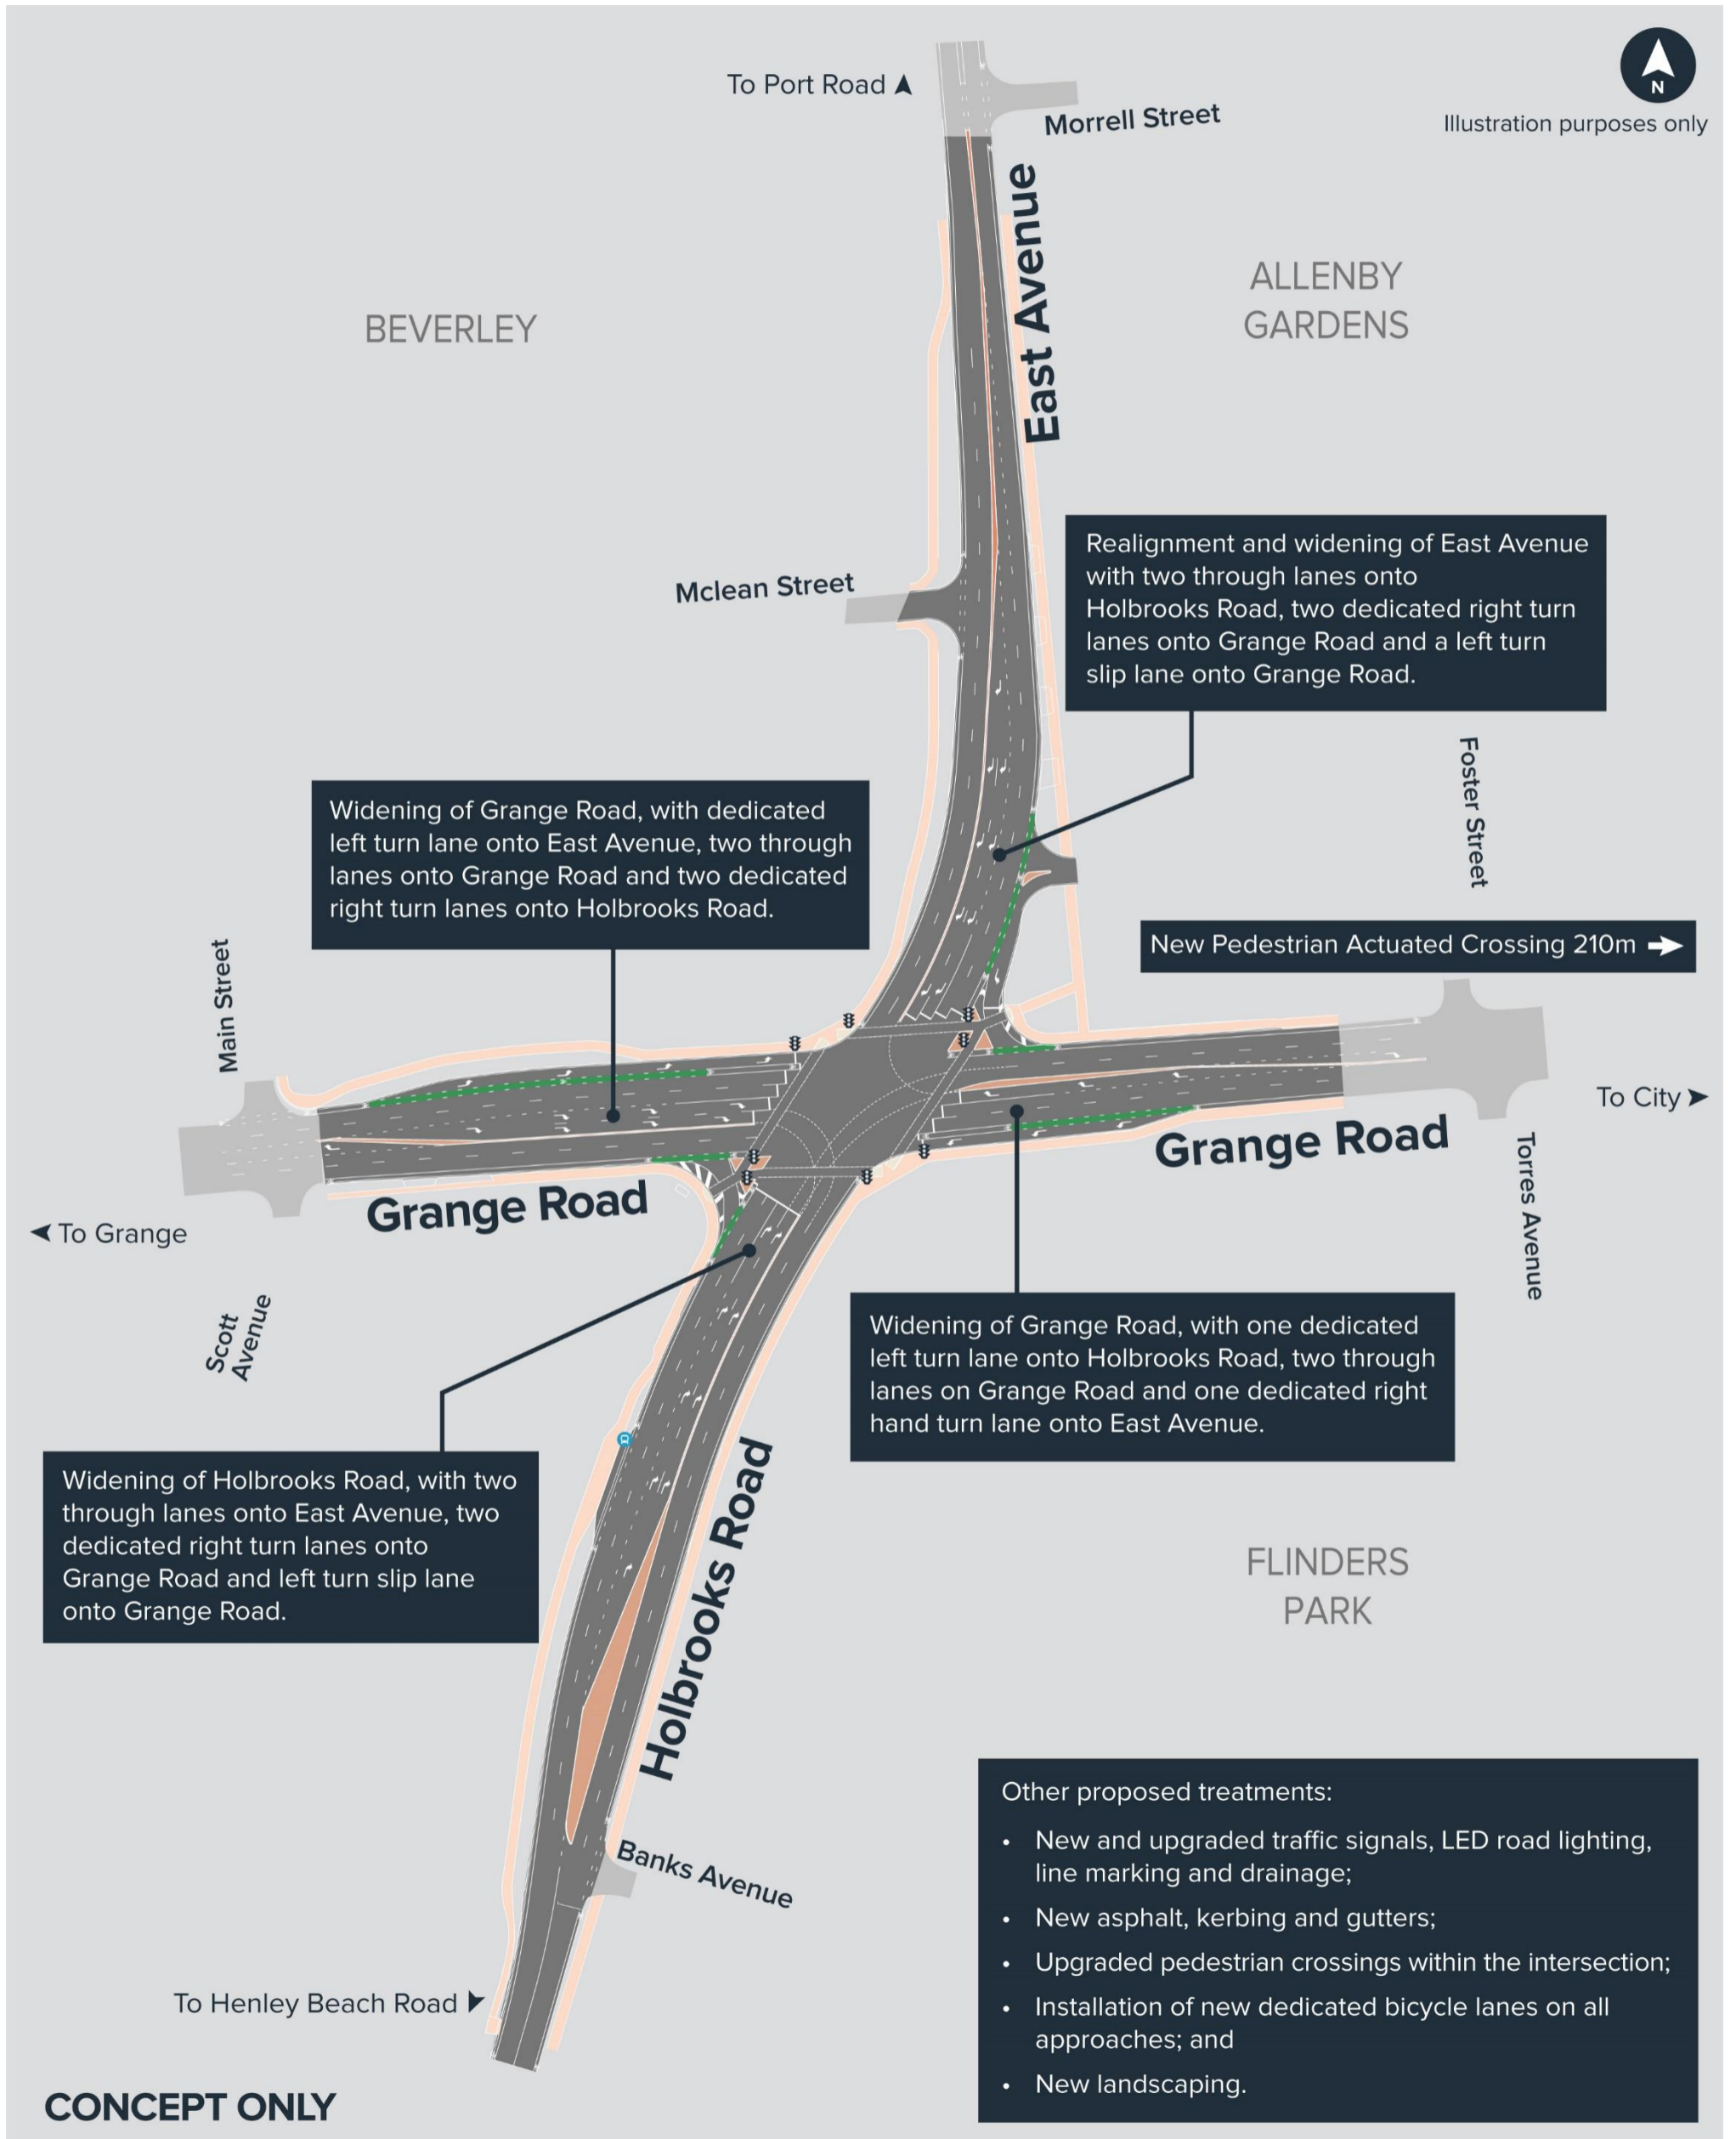 To Port Road
N
Illustration purposes only
Morrell Street
East Avenue
ALLENBY
GARDENS
BEVERLEY
Mclean Street
Realignment and widening of East Avenue
with two through lanes onto
Holbrooks Road, two dedicated right turn
lanes onto Grange Road and a left turn
slip lane onto Grange Road.
Foster Street
Widening of Grange Road, with dedicated
left turn lane onto East Avenue, two through
lanes onto Grange Road and two dedicated
right turn lanes onto Holbrooks Road.
New Pedestrian Actuated Crossing 210m
Main Street
To City
Grange Road
Torres Avenue
Grange Road
To Grange
Scott
Avenue
Widening of Grange Road, with one dedicated
left turn lane onto Holbrooks Road, two through
lanes on Grange Road and one dedicated right
hand turn lane onto East Avenue.
Widening of Holbrooks Road, with two
through lanes onto East Avenue, two
dedicated right turn lanes onto
Grange Road and left turn slip lane
onto Grange Road.
Holbrooks Road
FLINDERS
PARK
Banks Avenue
To Henley Beach Road
Other proposed treatments:
• New and upgraded traffic signals, LED road lighting,
line marking and drainage;
• New asphalt, kerbing and gutters;
• Upgraded pedestrian crossings within the intersection;
• Installation of new dedicated bicycle lanes on all
approaches; and
• New landscaping.
CONCEPT ONLY